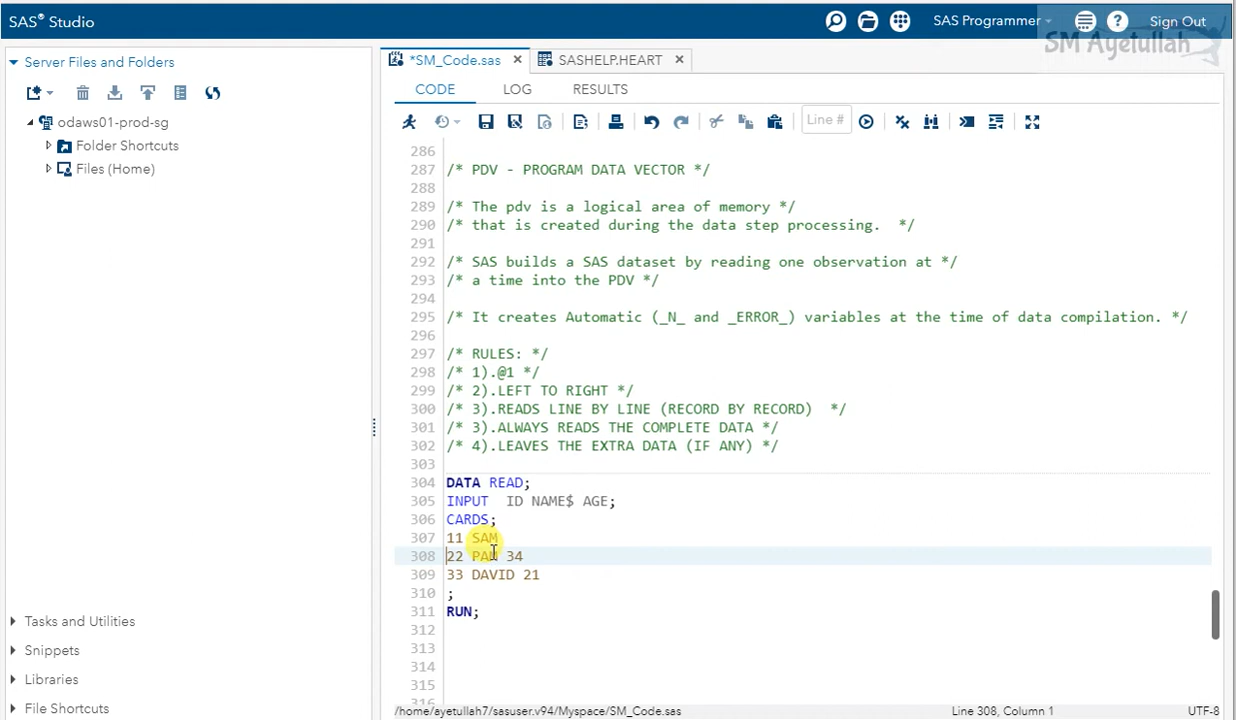 SAS® Studio
SAS Programmer
Sign Out
SM Ayetullah
Server Files and Folders
odaws01-prod-sg
Folder Shortcuts
Files (Home)
Tasks and Utilities
Snippets
Libraries
File Shortcuts
*SM_Code.sas
SASHELP.HEART
CODE LOG RESULTS
Line #
286
287 /* PDV - PROGRAM DATA VECTOR */
288
289 /* The pdv is a logical area of memory */
290 /* that is created during the data step processing.  */
291
292 /* SAS builds a SAS dataset by reading one observation at */
293 /* a time into the PDV */
294
295 /* It creates Automatic (_N_ and _ERROR_) variables at the time of data compilation. */
296
297 /* RULES: */
298 /* 1).@1 */
299 /* 2).LEFT TO RIGHT */
300 /* 3).READS LINE BY LINE (RECORD BY RECORD)  */
301 /* 3).ALWAYS READS THE COMPLETE DATA */
302 /* 4).LEAVES THE EXTRA DATA (IF ANY) */
303
304 DATA READ;
305 INPUT  ID NAME$ AGE;
306 CARDS;
307 11 SAM
308 22 PAM 34
309 33 DAVID 21
310 ;
311 RUN;
312
313
314
315
316
/home/ayetullah7/sasuser.v94/Myspace/SM_Code.sas
Line 308, Column 1
UTF-8